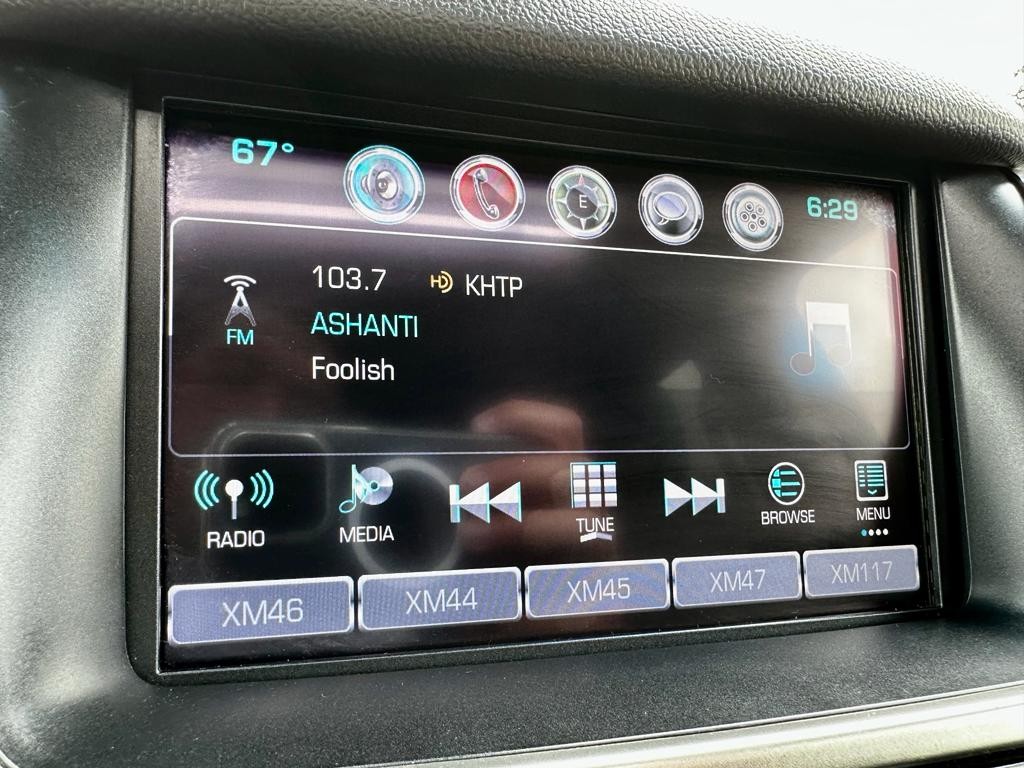 67°
E
6:29
103.7 HD KHTP
FM
ASHANTI
Foolish
RADIO
MEDIA
TUNE
BROWSE
MENU
XM46
XM44
XM45
XM47
XM117